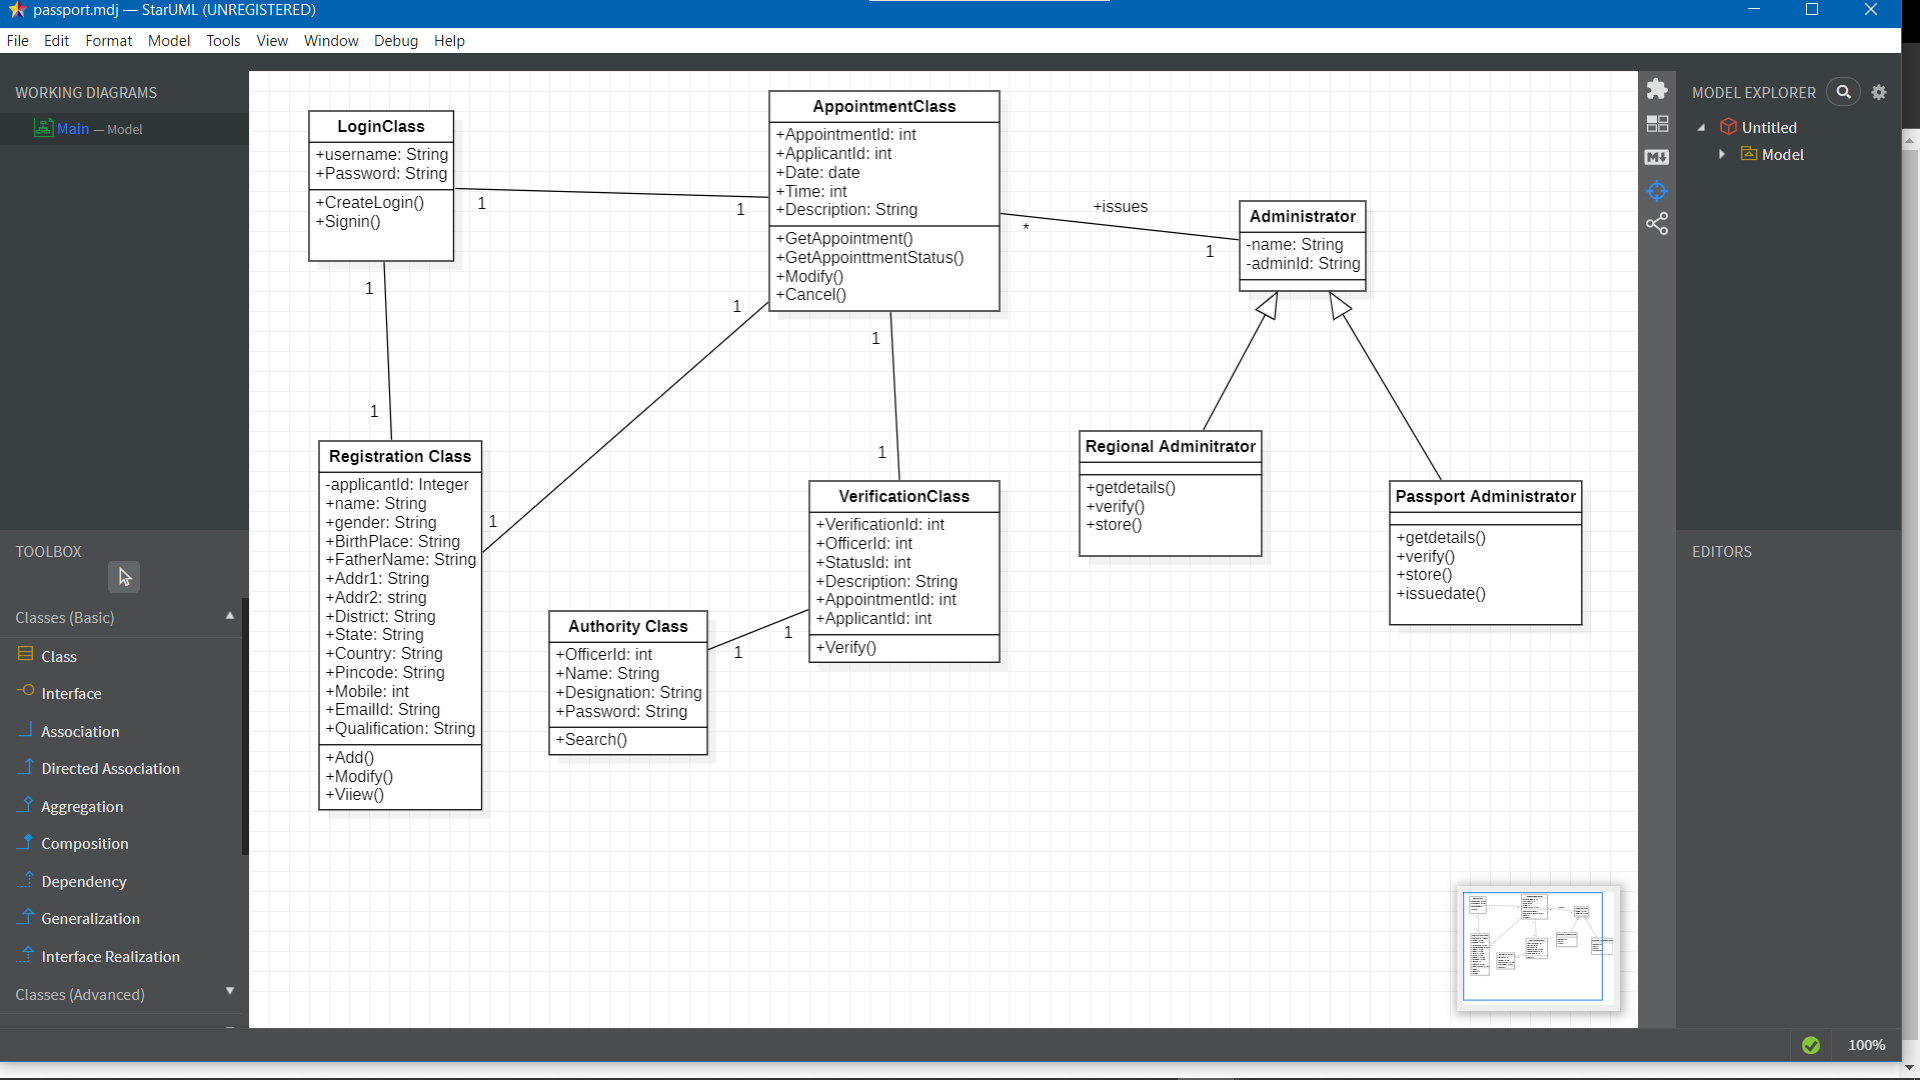 passport.mdj — StarUML (UNREGISTERED)
File Edit Format Model Tools View Window Debug Help
WORKING DIAGRAMS
Main — Model
TOOLBOX
Classes (Basic)
Class
Interface
Association
Directed Association
Aggregation
Composition
Dependency
Generalization
Interface Realization
Classes (Advanced)
LoginClass
+username: String
+Password: String
+CreateLogin()
+Signin()
1
1
1
1
AppointmentClass
+AppointmentId: int
+ApplicantId: int
+Date: date
+Time: int
+Description: String
+GetAppointment()
+GetAppointtmentStatus()
+Modify()
+Cancel()
+issues
*
1
1
1
1
1
Administrator
-name: String
-adminId: String
Registration Class
-applicantId: Integer
+name: String
+gender: String
+BirthPlace: String
+FatherName: String
+Addr1: String
+Addr2: string
+District: String
+State: String
+Country: String
+Pincode: String
+Mobile: int
+EmailId: String
+Qualification: String
+Add()
+Modify()
+Viiew()
Authority Class
+OfficerId: int
+Name: String
+Designation: String
+Password: String
+Search()
1
1
VerificationClass
+VerificationId: int
+OfficerId: int
+StatusId: int
+Description: String
+AppointmentId: int
+ApplicantId: int
+Verify()
Regional Adminitrator
+getdetails()
+verify()
+store()
Passport Administrator
+getdetails()
+verify()
+store()
+issuedate()
MODEL EXPLORER
Untitled
Model
EDITORS
100%